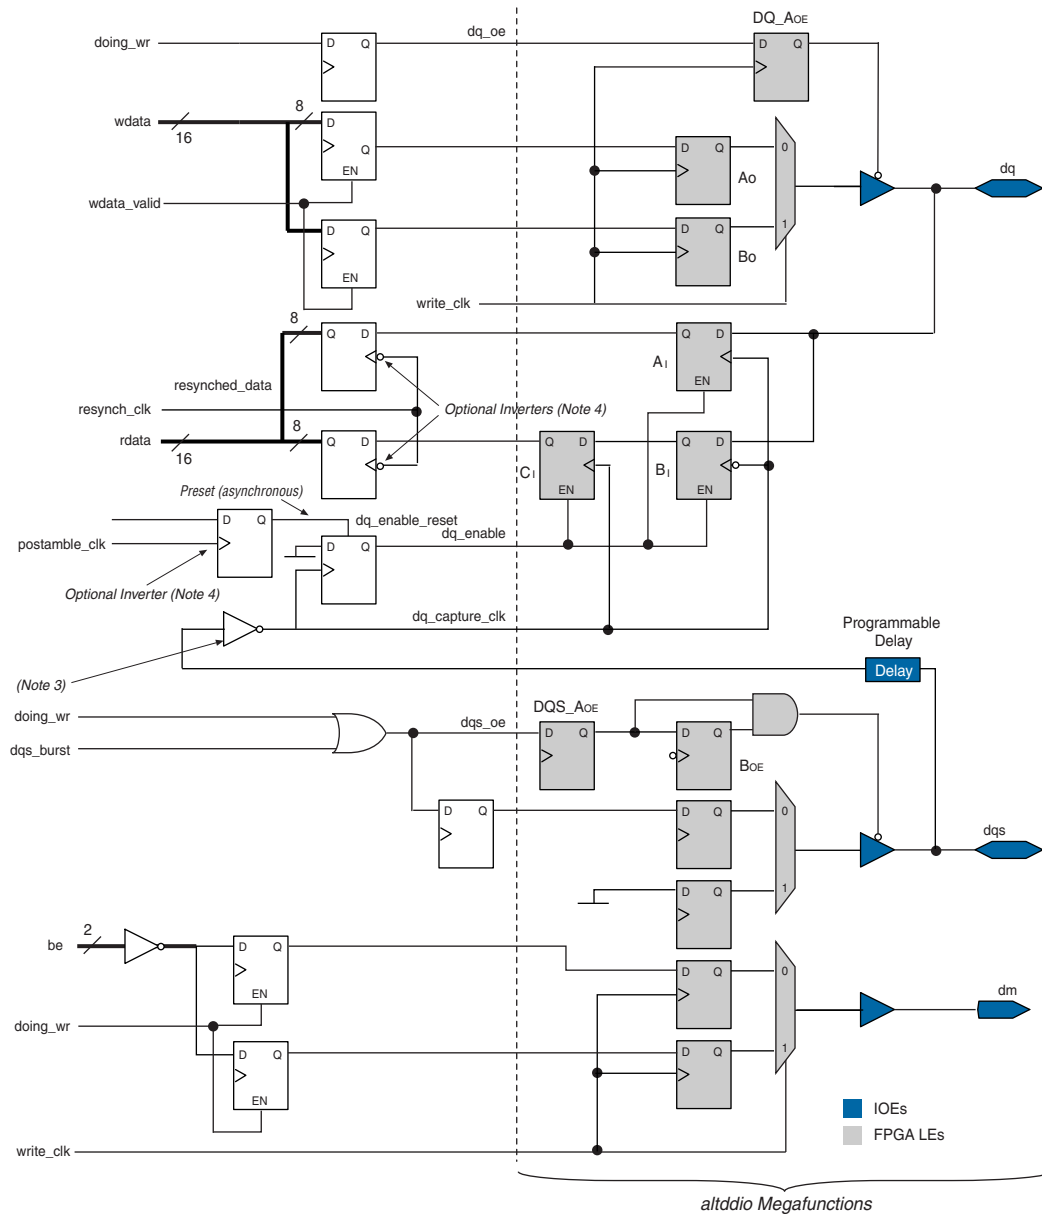 DQ_AOE
doing_wr
D Q
dq_oe
D Q
wdata
16
8
D
Q
EN
D Q
Ao
0
dq
wdata_valid
D Q
EN
D Q
Bo
1
write_clk
8
Q D
Q D
AI
EN
resynched_data
resynch_clk
Optional Inverters (Note 4)
rdata
16
8
Q D
Q D
CI
EN
Q D
BI
EN
Preset (asynchronous)
D Q
dq_enable_reset
dq_enable
postamble_clk
D Q
Optional Inverter (Note 4)
dq_capture_clk
Programmable
Delay
Delay
(Note 3)
doing_wr
dqs_burst
dqs_oe
DQS_AOE
D Q
D Q
BOE
D Q
D Q
0
dqs
D Q
1
be
2
D Q
EN
D Q
0
dm
doing_wr
D Q
EN
D Q
1
IOEs
FPGA LEs
write_clk
altddio Megafunctions